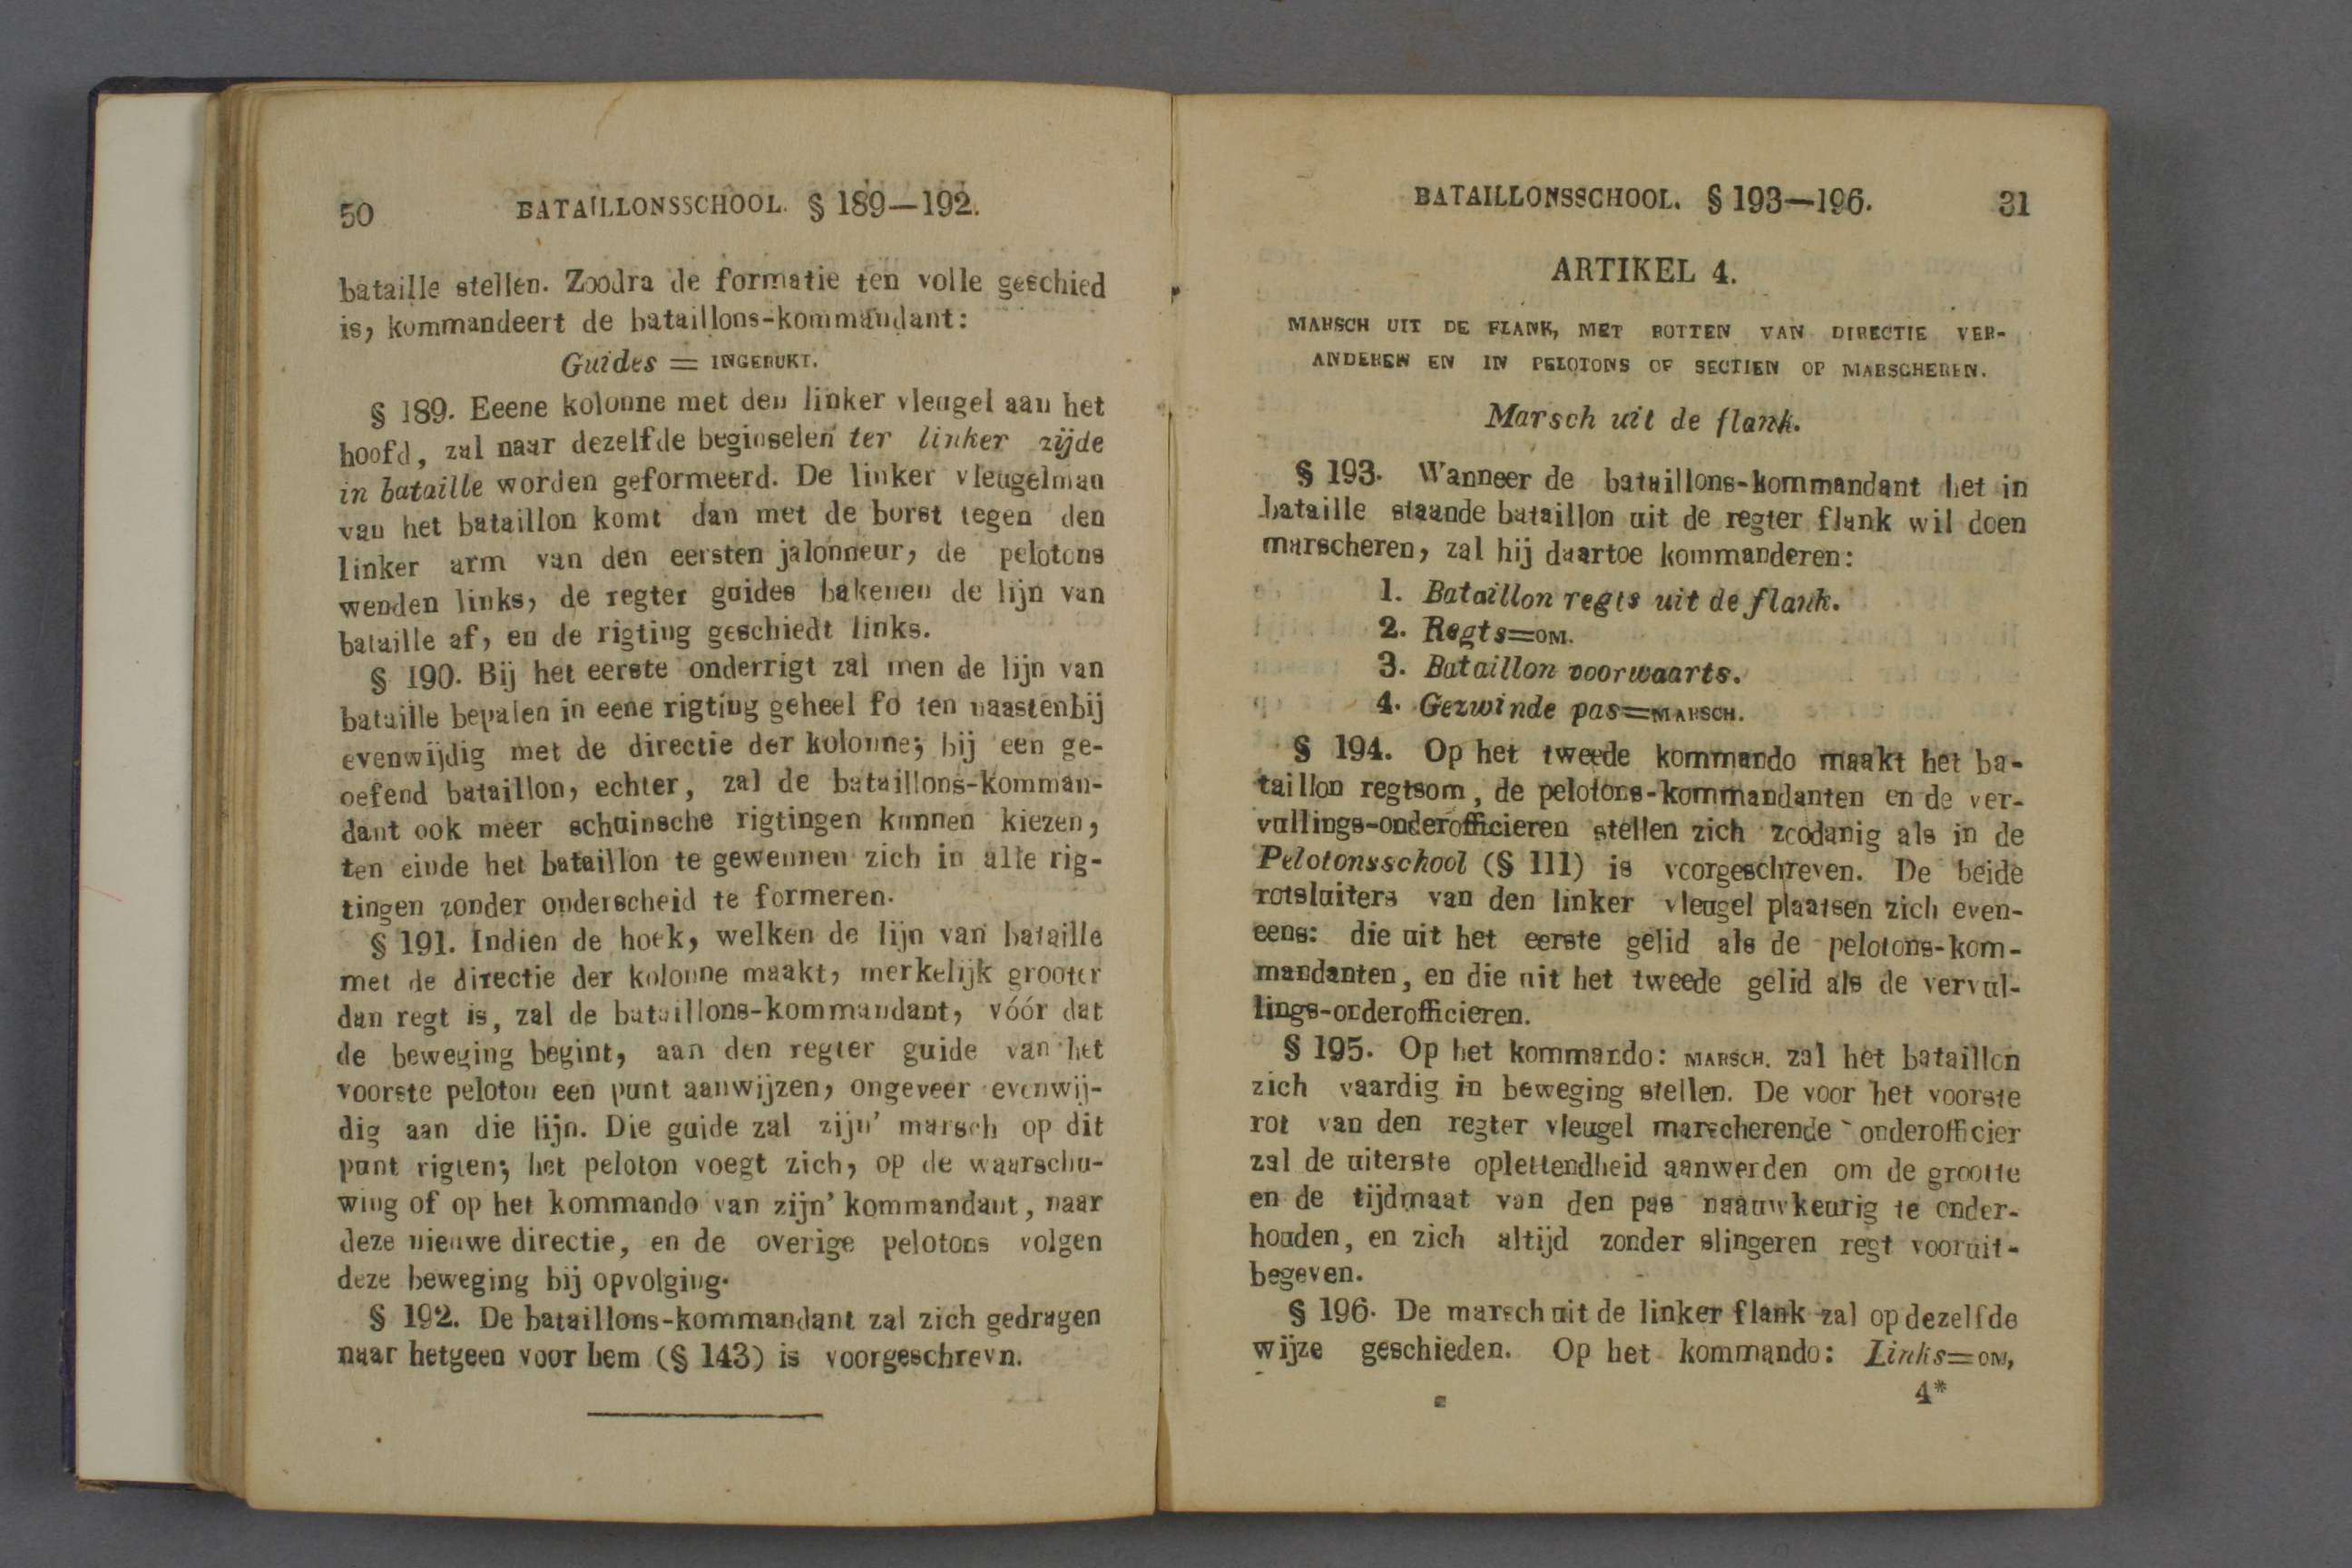 50 BATAILLONSSCHOOL. § 189—192.
bataille stellen. Zoodra de formatie ten volle geschied
is, kommandeert de bataillons-kommandant:
Guides = INGERUKT.
§ 189. Eeene kolonne met den linker vleugel aan het
hoofd, zal naar dezelfde beginselen ter linker zijde
in bataille worden geformeerd. De linker vleugelman
van het bataillon komt dan met de borst tegen den
linker arm van den eersten jalonneur, de pelotons
wenden links, de regter guides bakenen de lijn van
bataille af, en de rigting geschiedt links.
§ 190. Bij het eerste onderrigt zal men de lijn van
bataille bepalen in eene rigting geheel fo ten naastenbij
evenwijdig met de directie der kolonne; bij een ge-
oefend bataillon, echter, zal de bataillons-komman-
dant ook meer schuinsche rigtingen kunnen kiezen,
ten einde het bataillon te gewennen zich in alle rig-
tingen zonder onderscheid te formeren.
§ 191. Indien de hoek, welken de lijn van bataille
met de directie der kolonne maakt, merkelijk grooter
dan regt is, zal de bataillons-kommandant, vóór dat
de beweging begint, aan den regter guide van het
voorste peloton een punt aanwijzen, ongeveer evenwij-
dig aan die lijn. Die guide zal zijn' marsch op dit
punt rigten; het peloton voegt zich, op de waarschu-
wing of op het kommando van zijn' kommandant, naar
deze nieuwe directie, en de overige pelotons volgen
deze beweging bij opvolging.
§ 192. De bataillons-kommandant zal zich gedragen
naar hetgeen voor hem (§ 143) is voorgeschrevn.
BATAILLONSSCHOOL. § 193—196. 31
ARTIKEL 4.
MARSCH UIT DE FLANK, MET ROTTEN VAN DIRECTIE VER-
ANDEREN EN IN PELOTONS OF SECTIEN OP MARSCHEREN.
Marsch uit de flank.
§ 193. Wanneer de bataillons-kommandant het in
bataille staande bataillon uit de regter flank wil doen
marscheren, zal hij daartoe kommanderen:
1. Bataillon regts uit de flank.
2. Regts=OM.
3. Bataillon voorwaarts.
4. Gezwinde pas=MARSCH.
§ 194. Op het tweede kommando maakt het ba-
taillon regtsom, de pelotons-kommandanten en de ver-
vullings-onderofficieren stellen zich zoodanig als in de
Pelotonsschool (§ 111) is voorgeschreven. De beide
rotsluiters van den linker vleugel plaatsen zich even-
eens: die uit het eerste gelid als de pelotons-kom-
mandanten, en die uit het tweede gelid als de vervul-
lings-orderofficieren.
§ 195. Op het kommando: MARSCH. zal het bataillon
zich vaardig in beweging stellen. De voor het voorste
rot van den regter vleugel marscherende onderofficier
zal de uiterste oplettendheid aanwerden om de grootte
en de tijdmaat van den pas naauwkeurig te onder-
houden, en zich altijd zonder slingeren regt vooruit-
begeven.
§ 196. De marsch uit de linker flank zal op dezelfde
wijze geschieden. Op het kommando: Links=OM,
4*